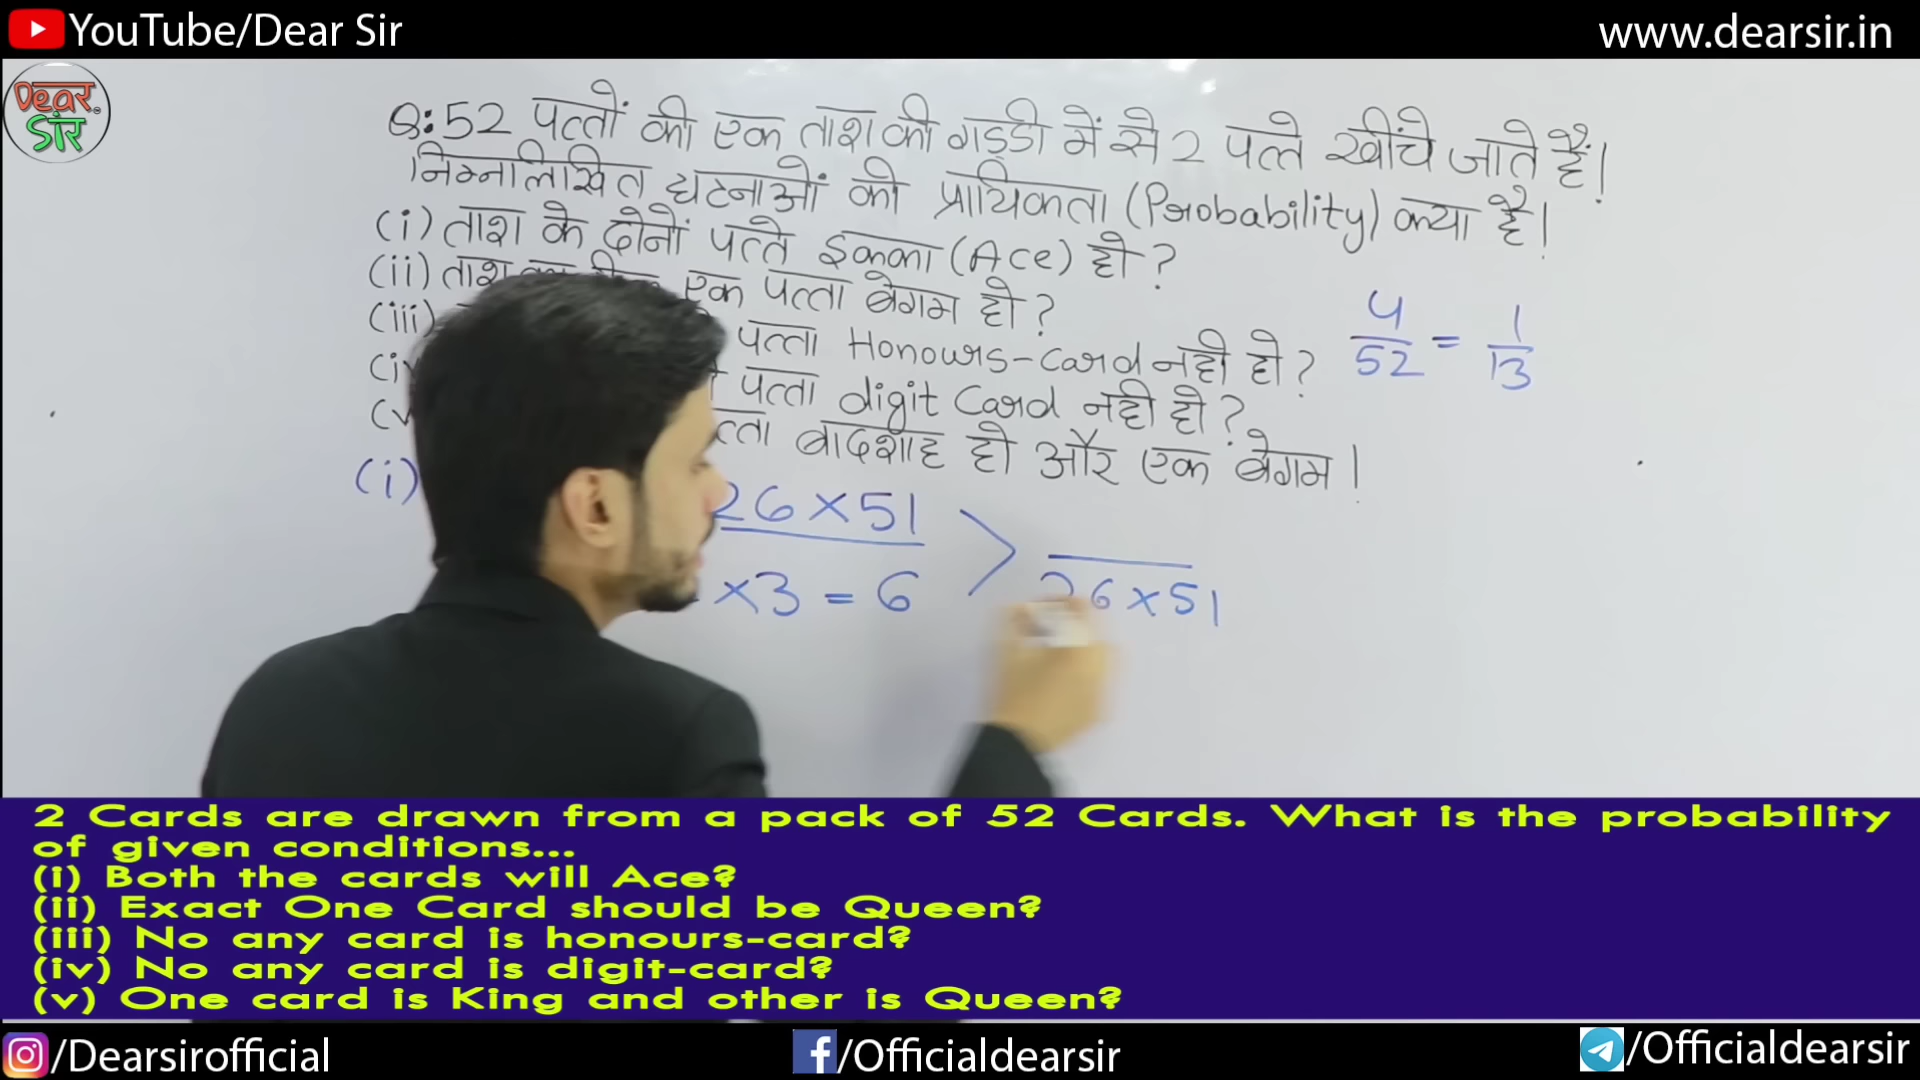 YouTube/Dear Sir
www.dearsir.in
Dear
सर
Q:52 पत्तों की एक ताश की गड्डी में से 2 पत्ते खींचे जाते हैं।
निम्नलिखित घटनाओं की प्रायिकता (Probability) क्या है।
(i) ताश के दोनों पत्ते इक्का (Ace) हो?
(ii) ताश का एक पत्ता बेगम हो?
(iii) पत्ता Honours-card नही हो?
पत्ता digit Card नही हो?
बादशाह हो और एक बेगम।
4/52 = 1/13
(i) 26×51
×3 = 6
> 26×51
2 Cards are drawn from a pack of 52 Cards. What is the probability
of given conditions...
(i) Both the cards will Ace?
(ii) Exact One Card should be Queen?
(iii) No any card is honours-card?
(iv) No any card is digit-card?
(v) One card is King and other is Queen?
/Dearsirofficial
/Officialdearsir
/Officialdearsir